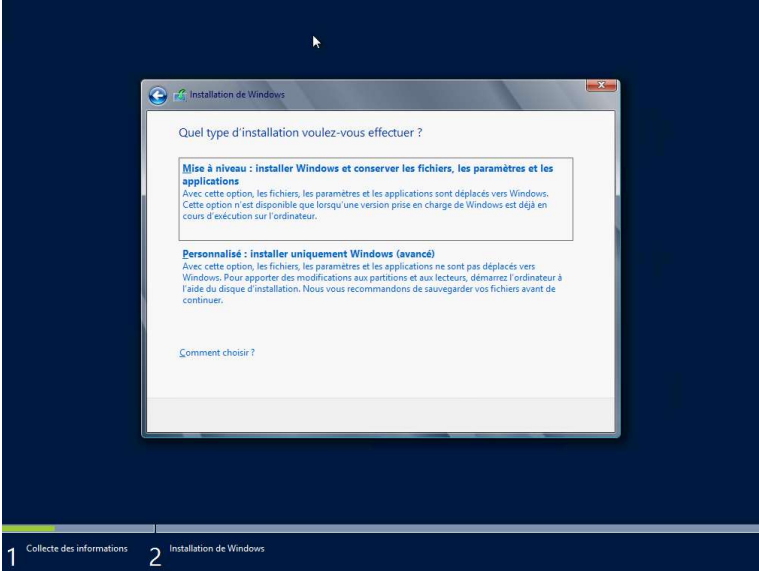 Installation de Windows
Quel type d'installation voulez-vous effectuer ?
Mise à niveau : installer Windows et conserver les fichiers, les paramètres et les
applications
Avec cette option, les fichiers, les paramètres et les applications sont déplacés vers Windows.
Cette option n'est disponible que lorsqu'une version prise en charge de Windows est déjà en
cours d'exécution sur l'ordinateur.
Personnalisé : installer uniquement Windows (avancé)
Avec cette option, les fichiers, les paramètres et les applications ne sont pas déplacés vers
Windows. Pour apporter des modifications aux partitions et aux lecteurs, démarrez l'ordinateur à
l'aide du disque d'installation. Nous vous recommandons de sauvegarder vos fichiers avant de
continuer.
Comment choisir ?
1 Collecte des informations
2 Installation de Windows